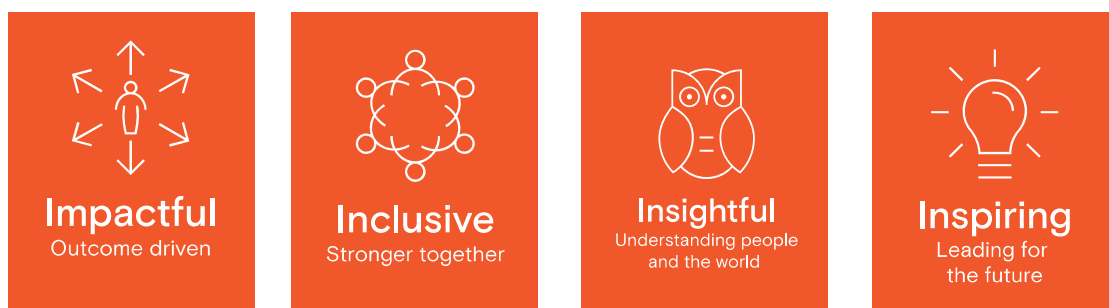 Impactful
Outcome driven
Inclusive
Stronger together
Insightful
Understanding people
and the world
Inspiring
Leading for
the future